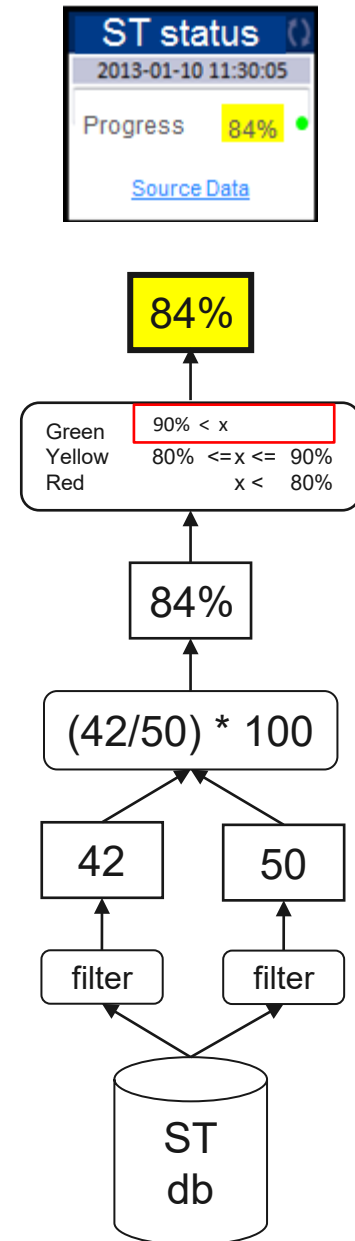 ST status
2013-01-10 11:30:05
Progress 84%
Source Data
84%
Green 90% < x
Yellow 80% <= x <= 90%
Red x < 80%
84%
(42/50) * 100
42 50
filter filter
ST
db